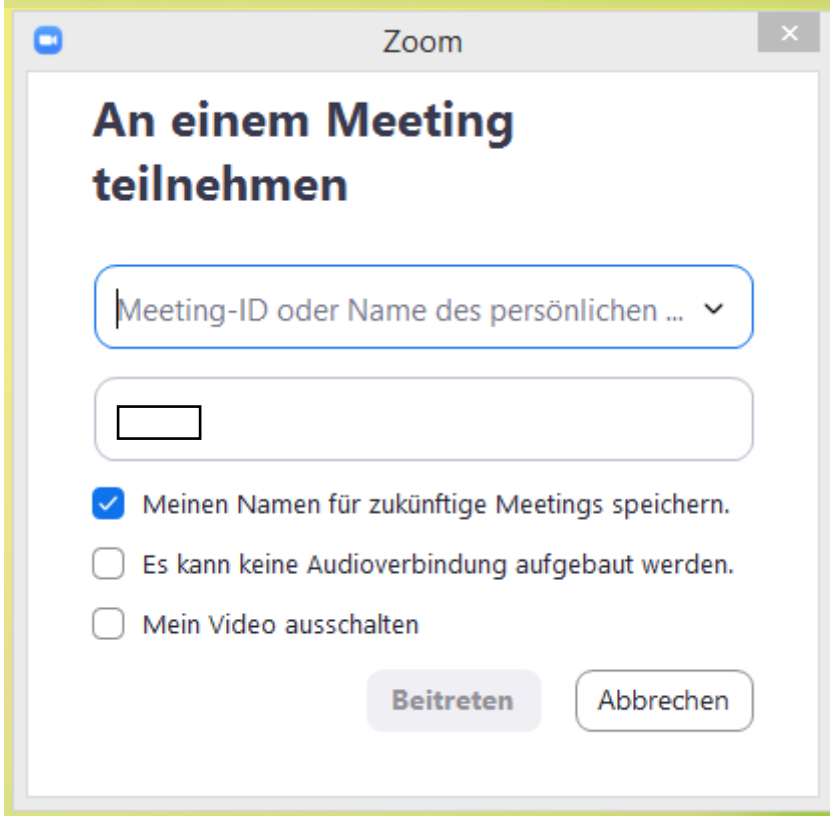 Zoom
An einem Meeting
teilnehmen
Meeting-ID oder Name des persönlichen ...
Meinen Namen für zukünftige Meetings speichern.
Es kann keine Audioverbindung aufgebaut werden.
Mein Video ausschalten
Beitreten Abbrechen